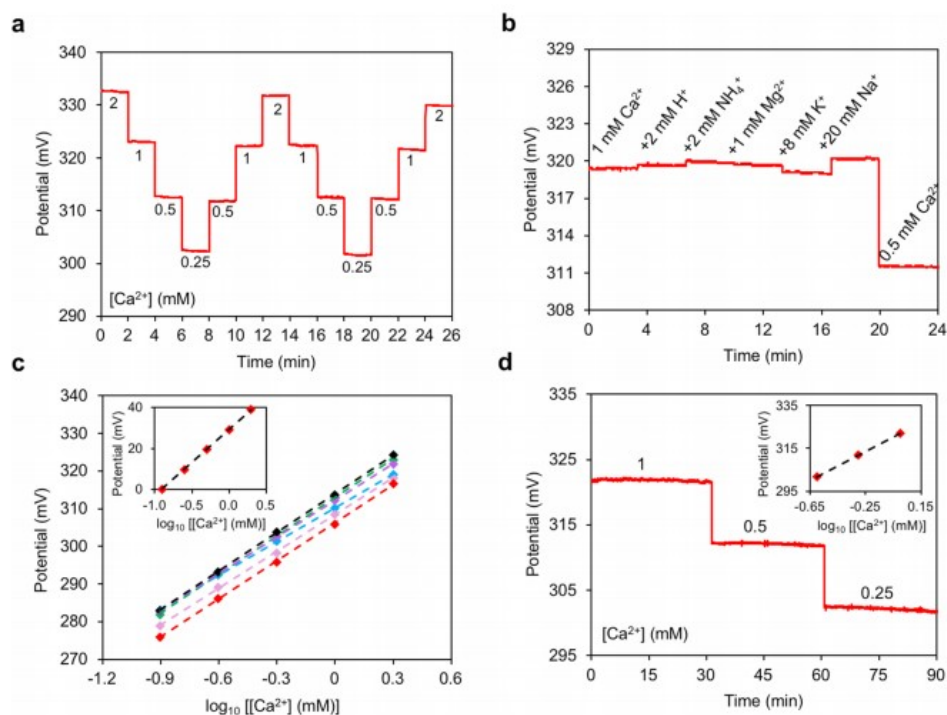 a
340
330
320
310
300
290
Potential (mV)
2
1
0.5
0.25
0.5
1
2
1
0.5
0.25
0.5
1
2
[Ca²⁺] (mM)
0 2 4 6 8 10 12 14 16 18 20 22 24 26
Time (min)
b
329
326
323
320
317
314
311
308
Potential (mV)
1 mM Ca²⁺
+2 mM H⁺
+2 mM NH₄⁺
+1 mM Mg²⁺
+8 mM K⁺
+20 mM Na⁺
0.5 mM Ca²⁺
0 4 8 12 16 20 24
Time (min)
c
340
330
320
310
300
290
280
270
Potential (mV)
40
20
0
Potential (mV)
-1.0 -0.5 0.0 0.5
log₁₀ [[Ca²⁺ (mM)]
-1.2 -0.9 -0.6 -0.3 0.0 0.3 0.6
log₁₀ [[Ca²⁺ (mM)]
d
335
325
315
305
295
Potential (mV)
1
0.5
0.25
335
315
295
Potential (mV)
-0.65 -0.25 0.15
log₁₀ [[Ca²⁺ (mM)]
[Ca²⁺] (mM)
0 15 30 45 60 75 90
Time (min)